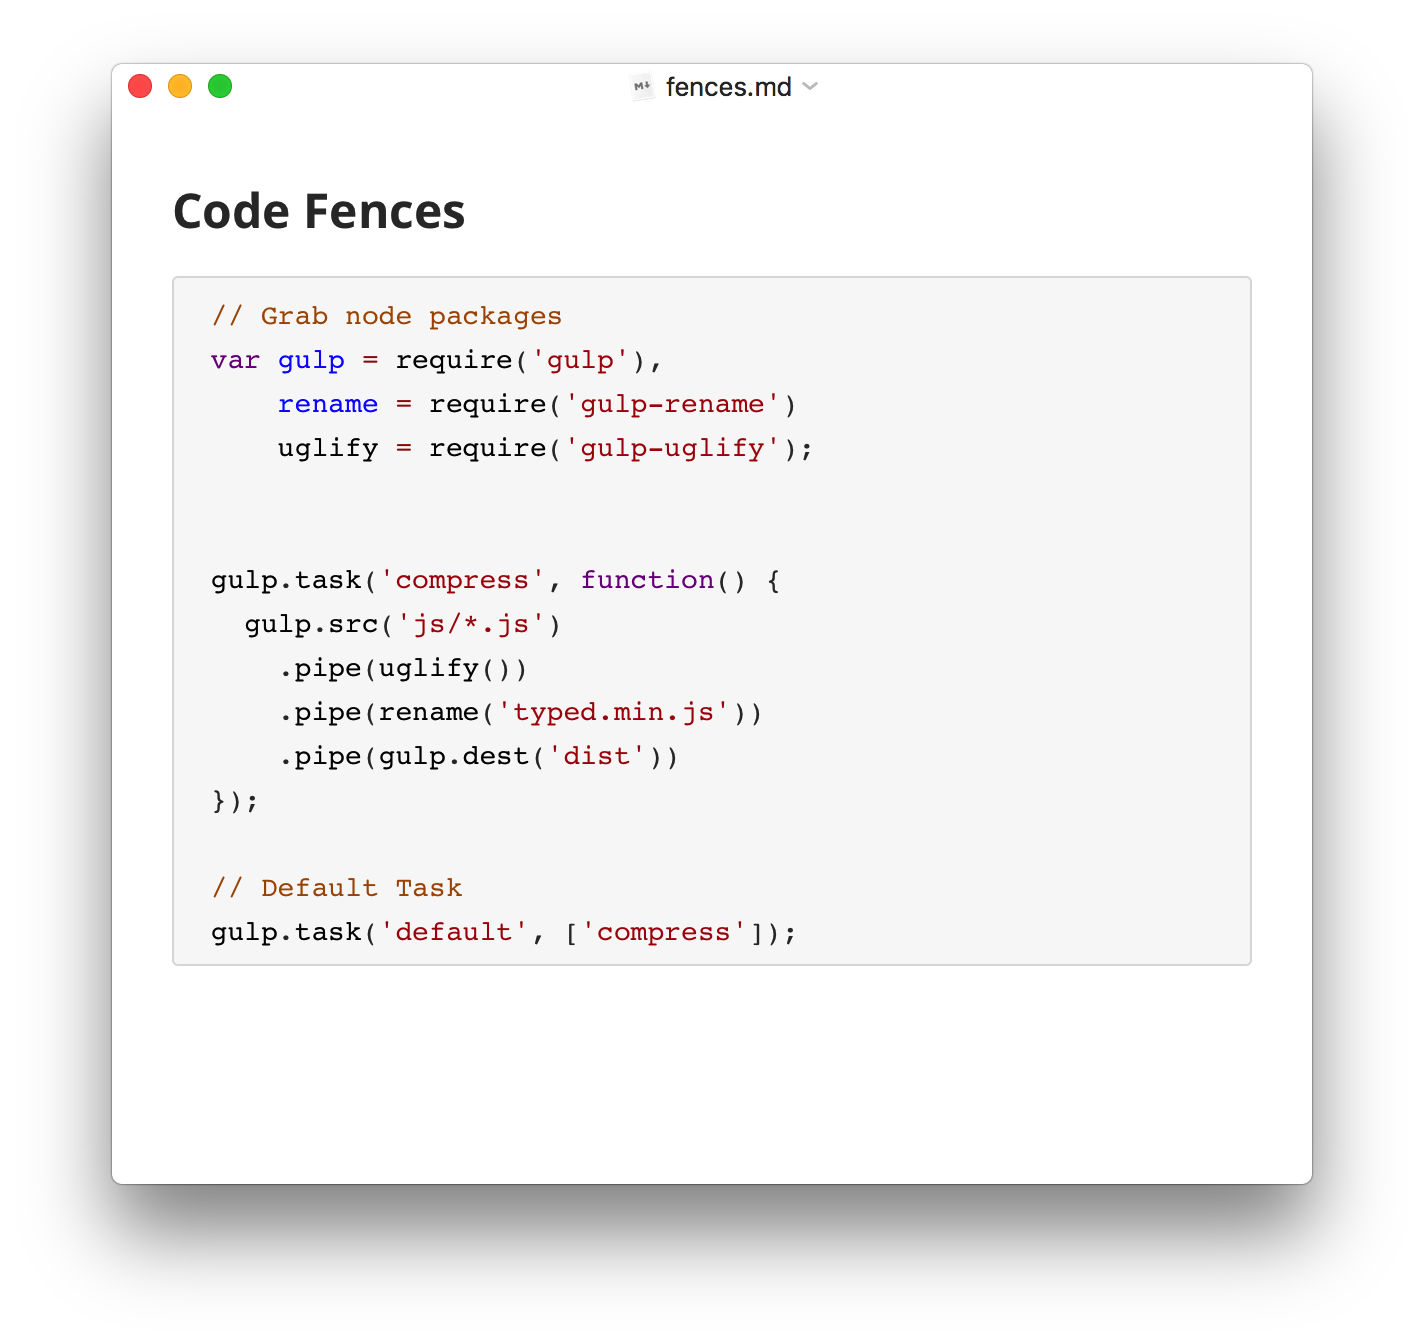 M↓ fences.md
Code Fences
// Grab node packages
var gulp = require('gulp'),
    rename = require('gulp-rename')
    uglify = require('gulp-uglify');
gulp.task('compress', function() {
  gulp.src('js/*.js')
    .pipe(uglify())
    .pipe(rename('typed.min.js'))
    .pipe(gulp.dest('dist'))
});
// Default Task
gulp.task('default', ['compress']);